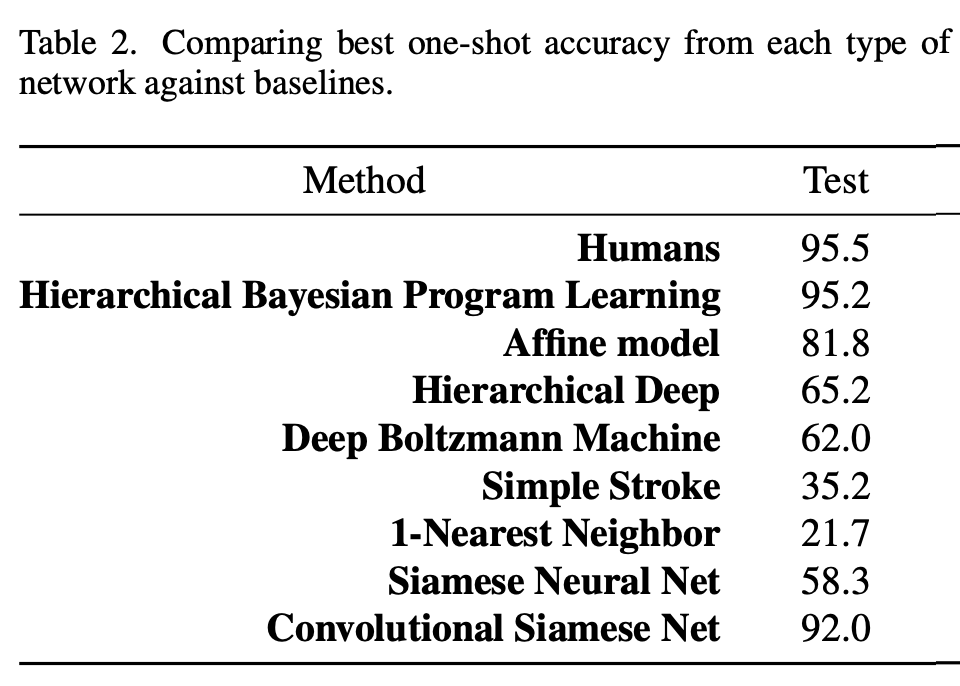 Table 2. Comparing best one-shot accuracy from each type of
network against baselines.
Method Test
Humans 95.5
Hierarchical Bayesian Program Learning 95.2
Affine model 81.8
Hierarchical Deep 65.2
Deep Boltzmann Machine 62.0
Simple Stroke 35.2
1-Nearest Neighbor 21.7
Siamese Neural Net 58.3
Convolutional Siamese Net 92.0